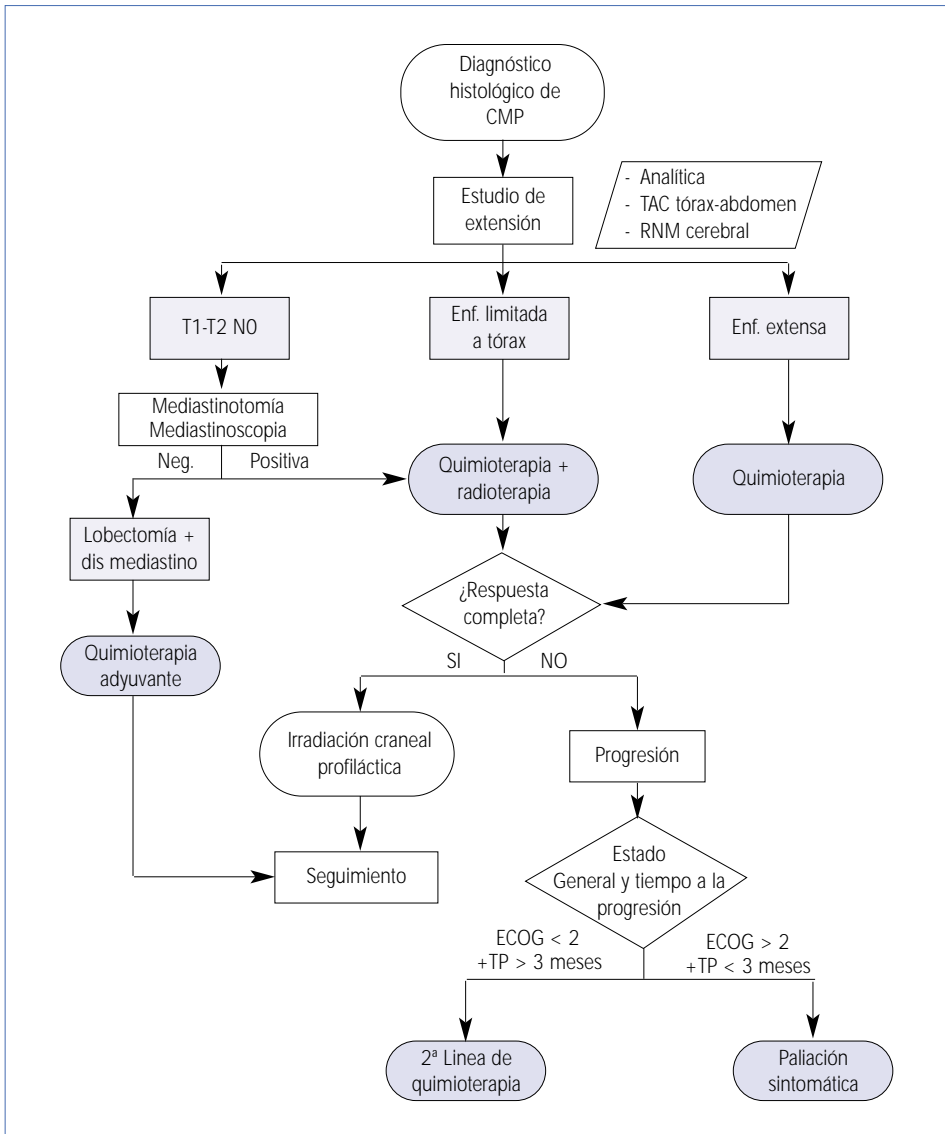 Diagnóstico
histológico de
CMP
Estudio de
extensión
- Analítica
- TAC tórax-abdomen
- RNM cerebral
T1-T2 N0
Enf. limitada
a tórax
Enf. extensa
Mediastinotomía
Mediastinoscopia
Neg.
Positiva
Quimioterapia +
radioterapia
Quimioterapia
Lobectomía +
dis mediastino
¿Respuesta
completa?
Quimioterapia
adyuvante
SI
NO
Irradiación craneal
profiláctica
Progresión
Seguimiento
Estado
General y tiempo a la
progresión
ECOG < 2
+TP > 3 meses
ECOG > 2
+TP < 3 meses
2ª Linea de
quimioterapia
Paliación
sintomática